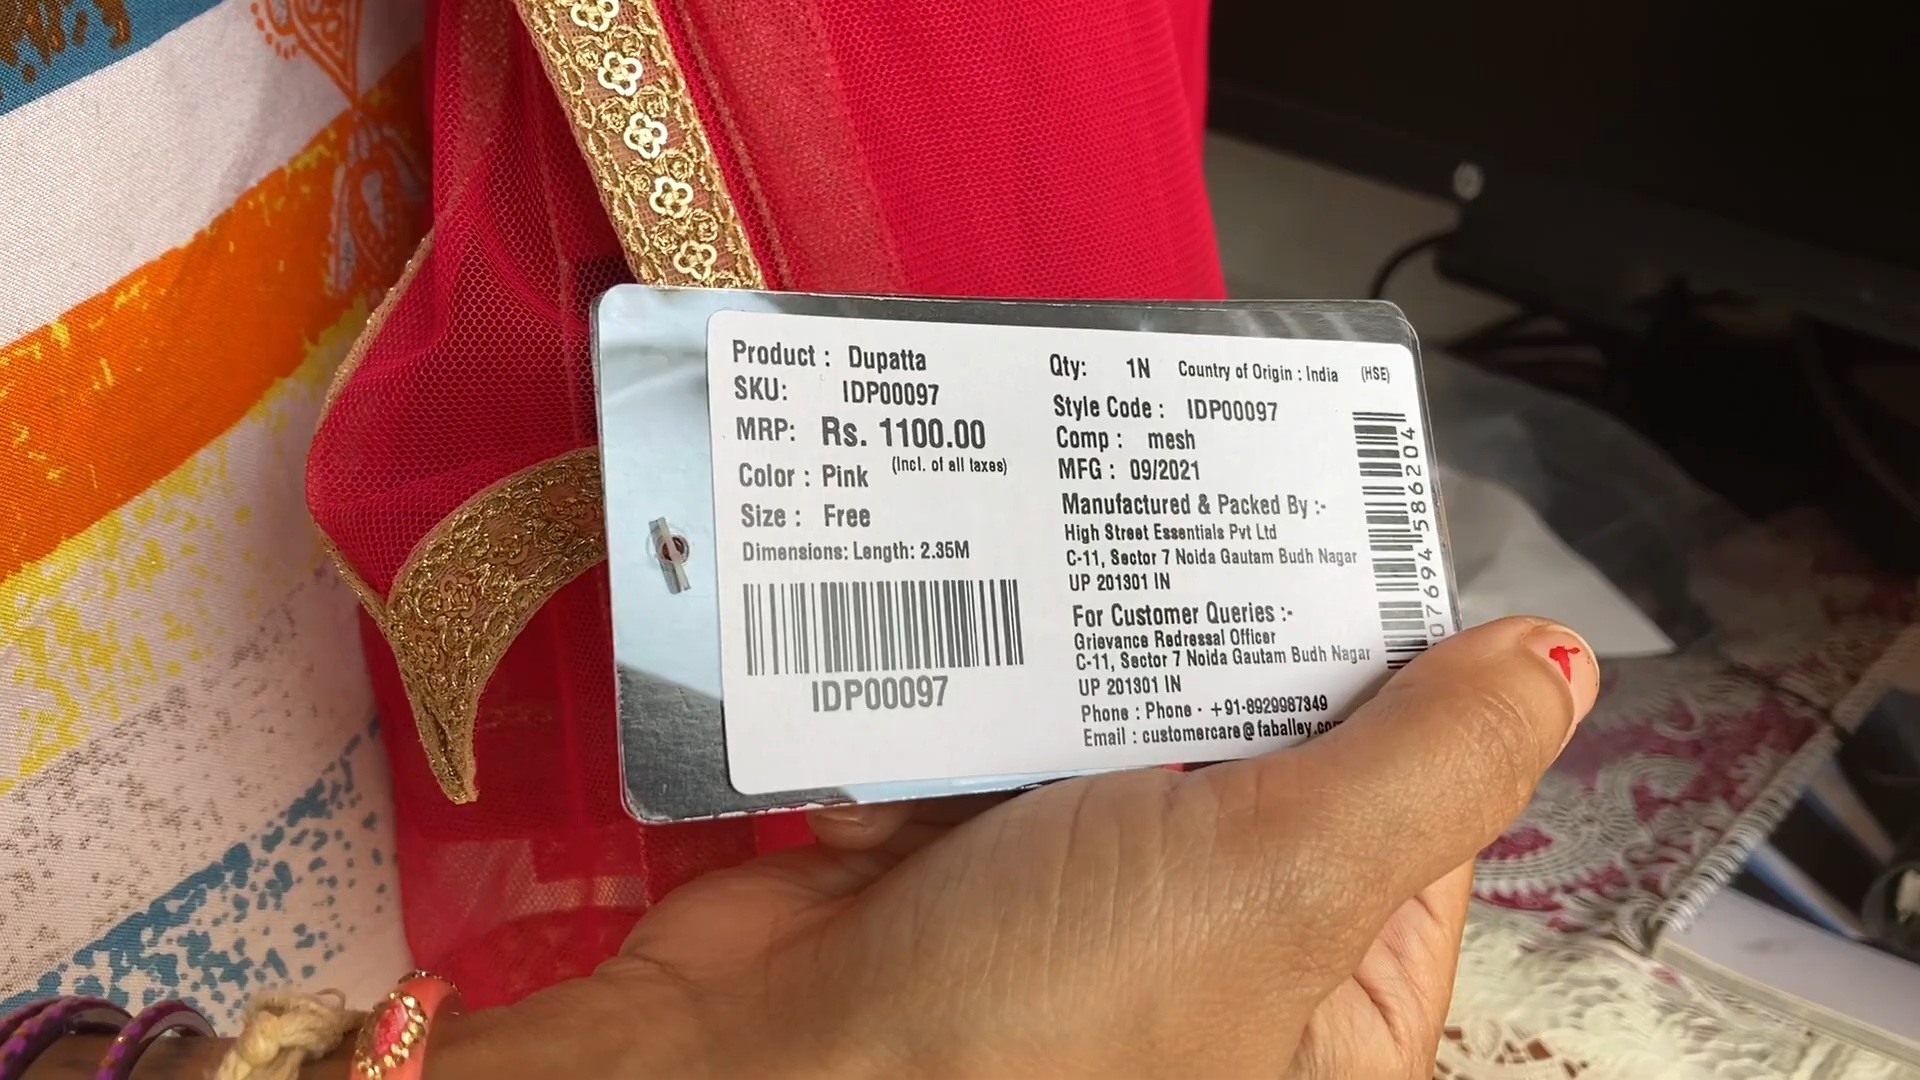 Product : Dupatta
SKU: IDP00097
MRP: Rs. 1100.00
(Incl. of all taxes)
Color : Pink
Size : Free
Dimensions: Length: 2.35M
IDP00097
Qty: 1N Country of Origin : India (HSE)
Style Code : IDP00097
Comp : mesh
MFG : 09/2021
Manufactured & Packed By :-
High Street Essentials Pvt Ltd
C-11, Sector 7 Noida Gautam Budh Nagar
UP 201301 IN
For Customer Queries :-
Grievance Redressal Officer
C-11, Sector 7 Noida Gautam Budh Nagar
UP 201301 IN
Phone : Phone - +91-8929987349
Email : customercare@faballey.com
07694586204